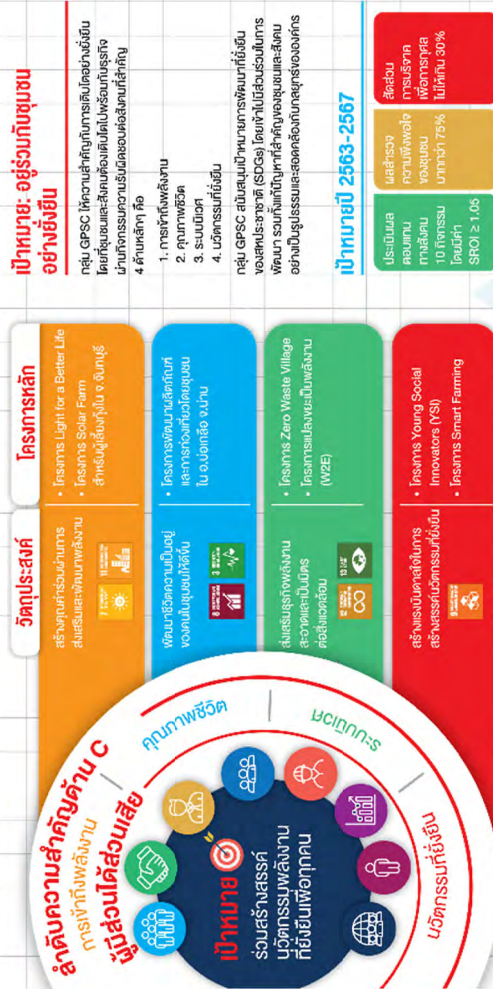 ลำดับความสำคัญด้าน C
การเข้าถึงพลังงาน
ผู้มีส่วนได้ส่วนเสีย
คุณภาพชีวิต
ระบบนิเวศ
นวัตกรรมที่ยั่งยืน
เป้าหมาย
ร่วมสร้างสรรค์
นวัตกรรมพลังงาน
ที่ยั่งยืนเพื่อทุกคน
วัตถุประสงค์
โครงการหลัก
สร้างคุณค่าร่วมผ่านการ
ส่งเสริมและพัฒนาพลังงาน
7
11
• โครงการ Light for a Better Life
• โครงการ Solar Farm
สำหรับผู้เลี้ยงกุ้งใน จ.จันทบุรี
พัฒนาชีวิตความเป็นอยู่
ของคนในชุมชนให้ดีขึ้น
8
3
• โครงการพัฒนาผลิตภัณฑ์
และการท่องเที่ยวโดยชุมชน
ใน อ.บ่อเกลือ จ.น่าน
ส่งเสริมธุรกิจพลังงาน
สะอาดและเป็นมิตร
ต่อสิ่งแวดล้อม
12
13
• โครงการ Zero Waste Village
• โครงการแปลงขยะเป็นพลังงาน
(W2E)
สร้างแรงบันดาลใจในการ
สร้างสรรค์นวัตกรรมที่ยั่งยืน
9
• โครงการ Young Social
Innovators (YSI)
• โครงการ Smart Farming
เป้าหมาย: อยู่ร่วมกับชุมชน
อย่างยั่งยืน
กลุ่ม GPSC ให้ความสำคัญกับการเติบโตอย่างยั่งยืน
โดยที่ชุมชนและสังคมต้องเติบโตไปพร้อมกับธุรกิจ
ผ่านกิจกรรมความรับผิดชอบต่อสังคมที่สำคัญ
4 ด้านหลักๆ คือ
1. การเข้าถึงพลังงาน
2. คุณภาพชีวิต
3. ระบบนิเวศ
4. นวัตกรรมที่ยั่งยืน
กลุ่ม GPSC สนับสนุนเป้าหมายการพัฒนาที่ยั่งยืน
ของสหประชาชาติ (SDGs) โดยเข้าไปมีส่วนร่วมในการ
พัฒนา รวมทั้งแก้ปัญหาที่สำคัญของชุมชนและสังคม
อย่างเป็นรูปธรรมและสอดคล้องกับกลยุทธ์ขององค์กร
เป้าหมายปี 2563-2567
ประเมินผล
ตอบแทน
ทางสังคม
10 กิจกรรม
โดยมีค่า
SROI ≥ 1.05
ผลสำรวจ
ความพึงพอใจ
ของชุมชน
มากกว่า 75%
สัดส่วน
การบริจาค
เพื่อการกุศล
ไม่ให้เกิน 30%